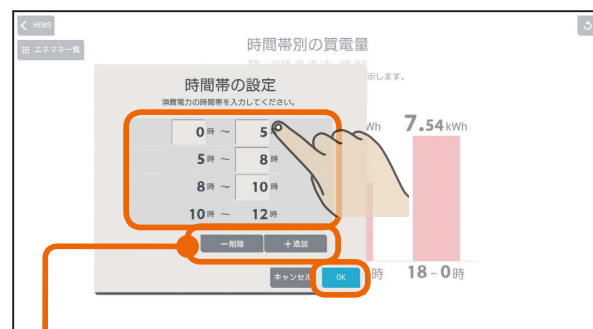 HEMS
エネマネ一覧
時間帯別の買電量
示します。
時間帯の設定
消費電力の時間帯を入力してください。
0時 ~ 5
5時 ~ 8時
8時 ~ 10時
10時 ~ 12時
ー削除 +追加
キャンセル OK
Wh 7.54kWh
時 18~0時